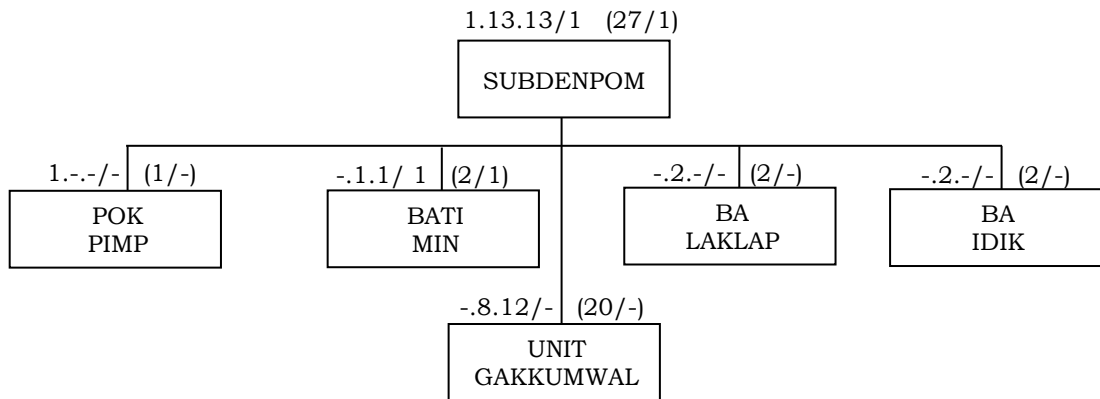 1.13.13/1 (27/1)
SUBDENPOM
1.-.-/- (1/-)
POK
PIMP
-.1.1/ 1 (2/1)
BATI
MIN
-.2.-/- (2/-)
BA
LAKLAP
-.2.-/- (2/-)
BA
IDIK
-.8.12/- (20/-)
UNIT
GAKKUMWAL